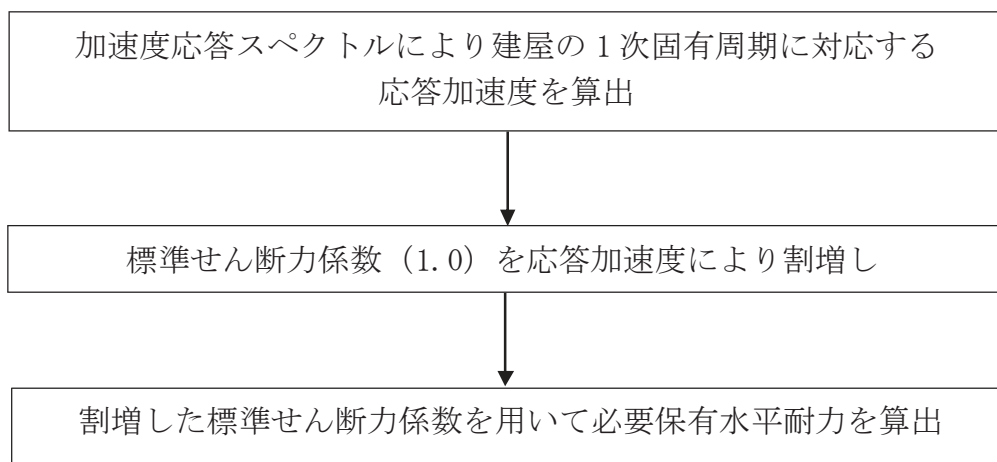 加速度応答スペクトルにより建屋の1次固有周期に対応する
応答加速度を算出
標準せん断力係数（1.0）を応答加速度により割増し
割増した標準せん断力係数を用いて必要保有水平耐力を算出